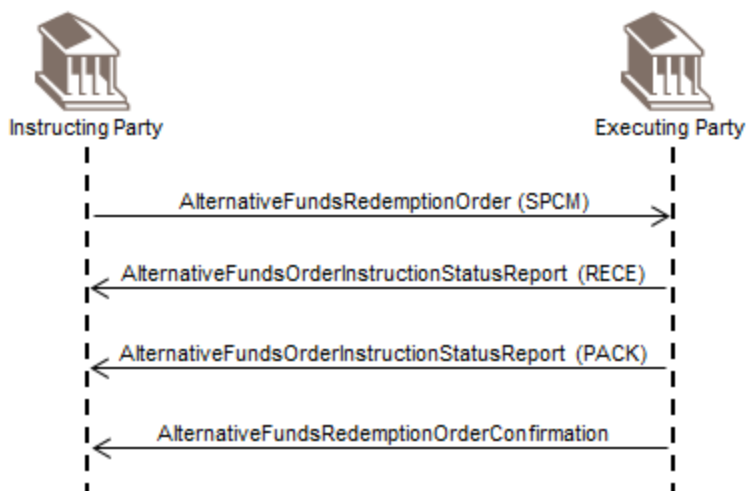 Instructing Party
Executing Party
AlternativeFundsRedemptionOrder (SPCM)
AlternativeFundsOrderInstructionStatusReport (RECE)
AlternativeFundsOrderInstructionStatusReport (PACK)
AlternativeFundsRedemptionOrderConfirmation